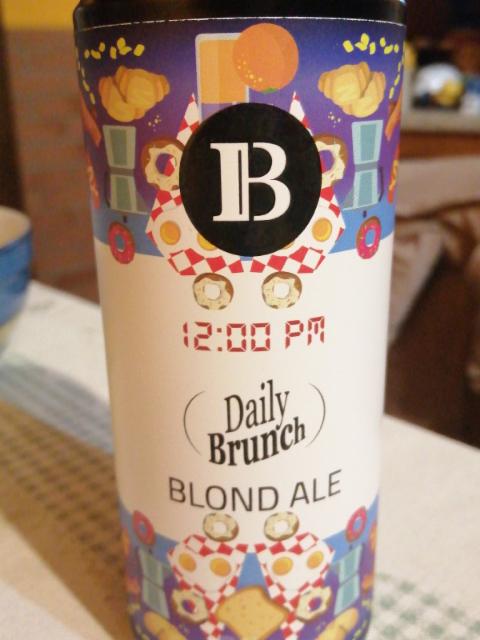 B
12:00 PM
Daily
Brunch
BLOND ALE